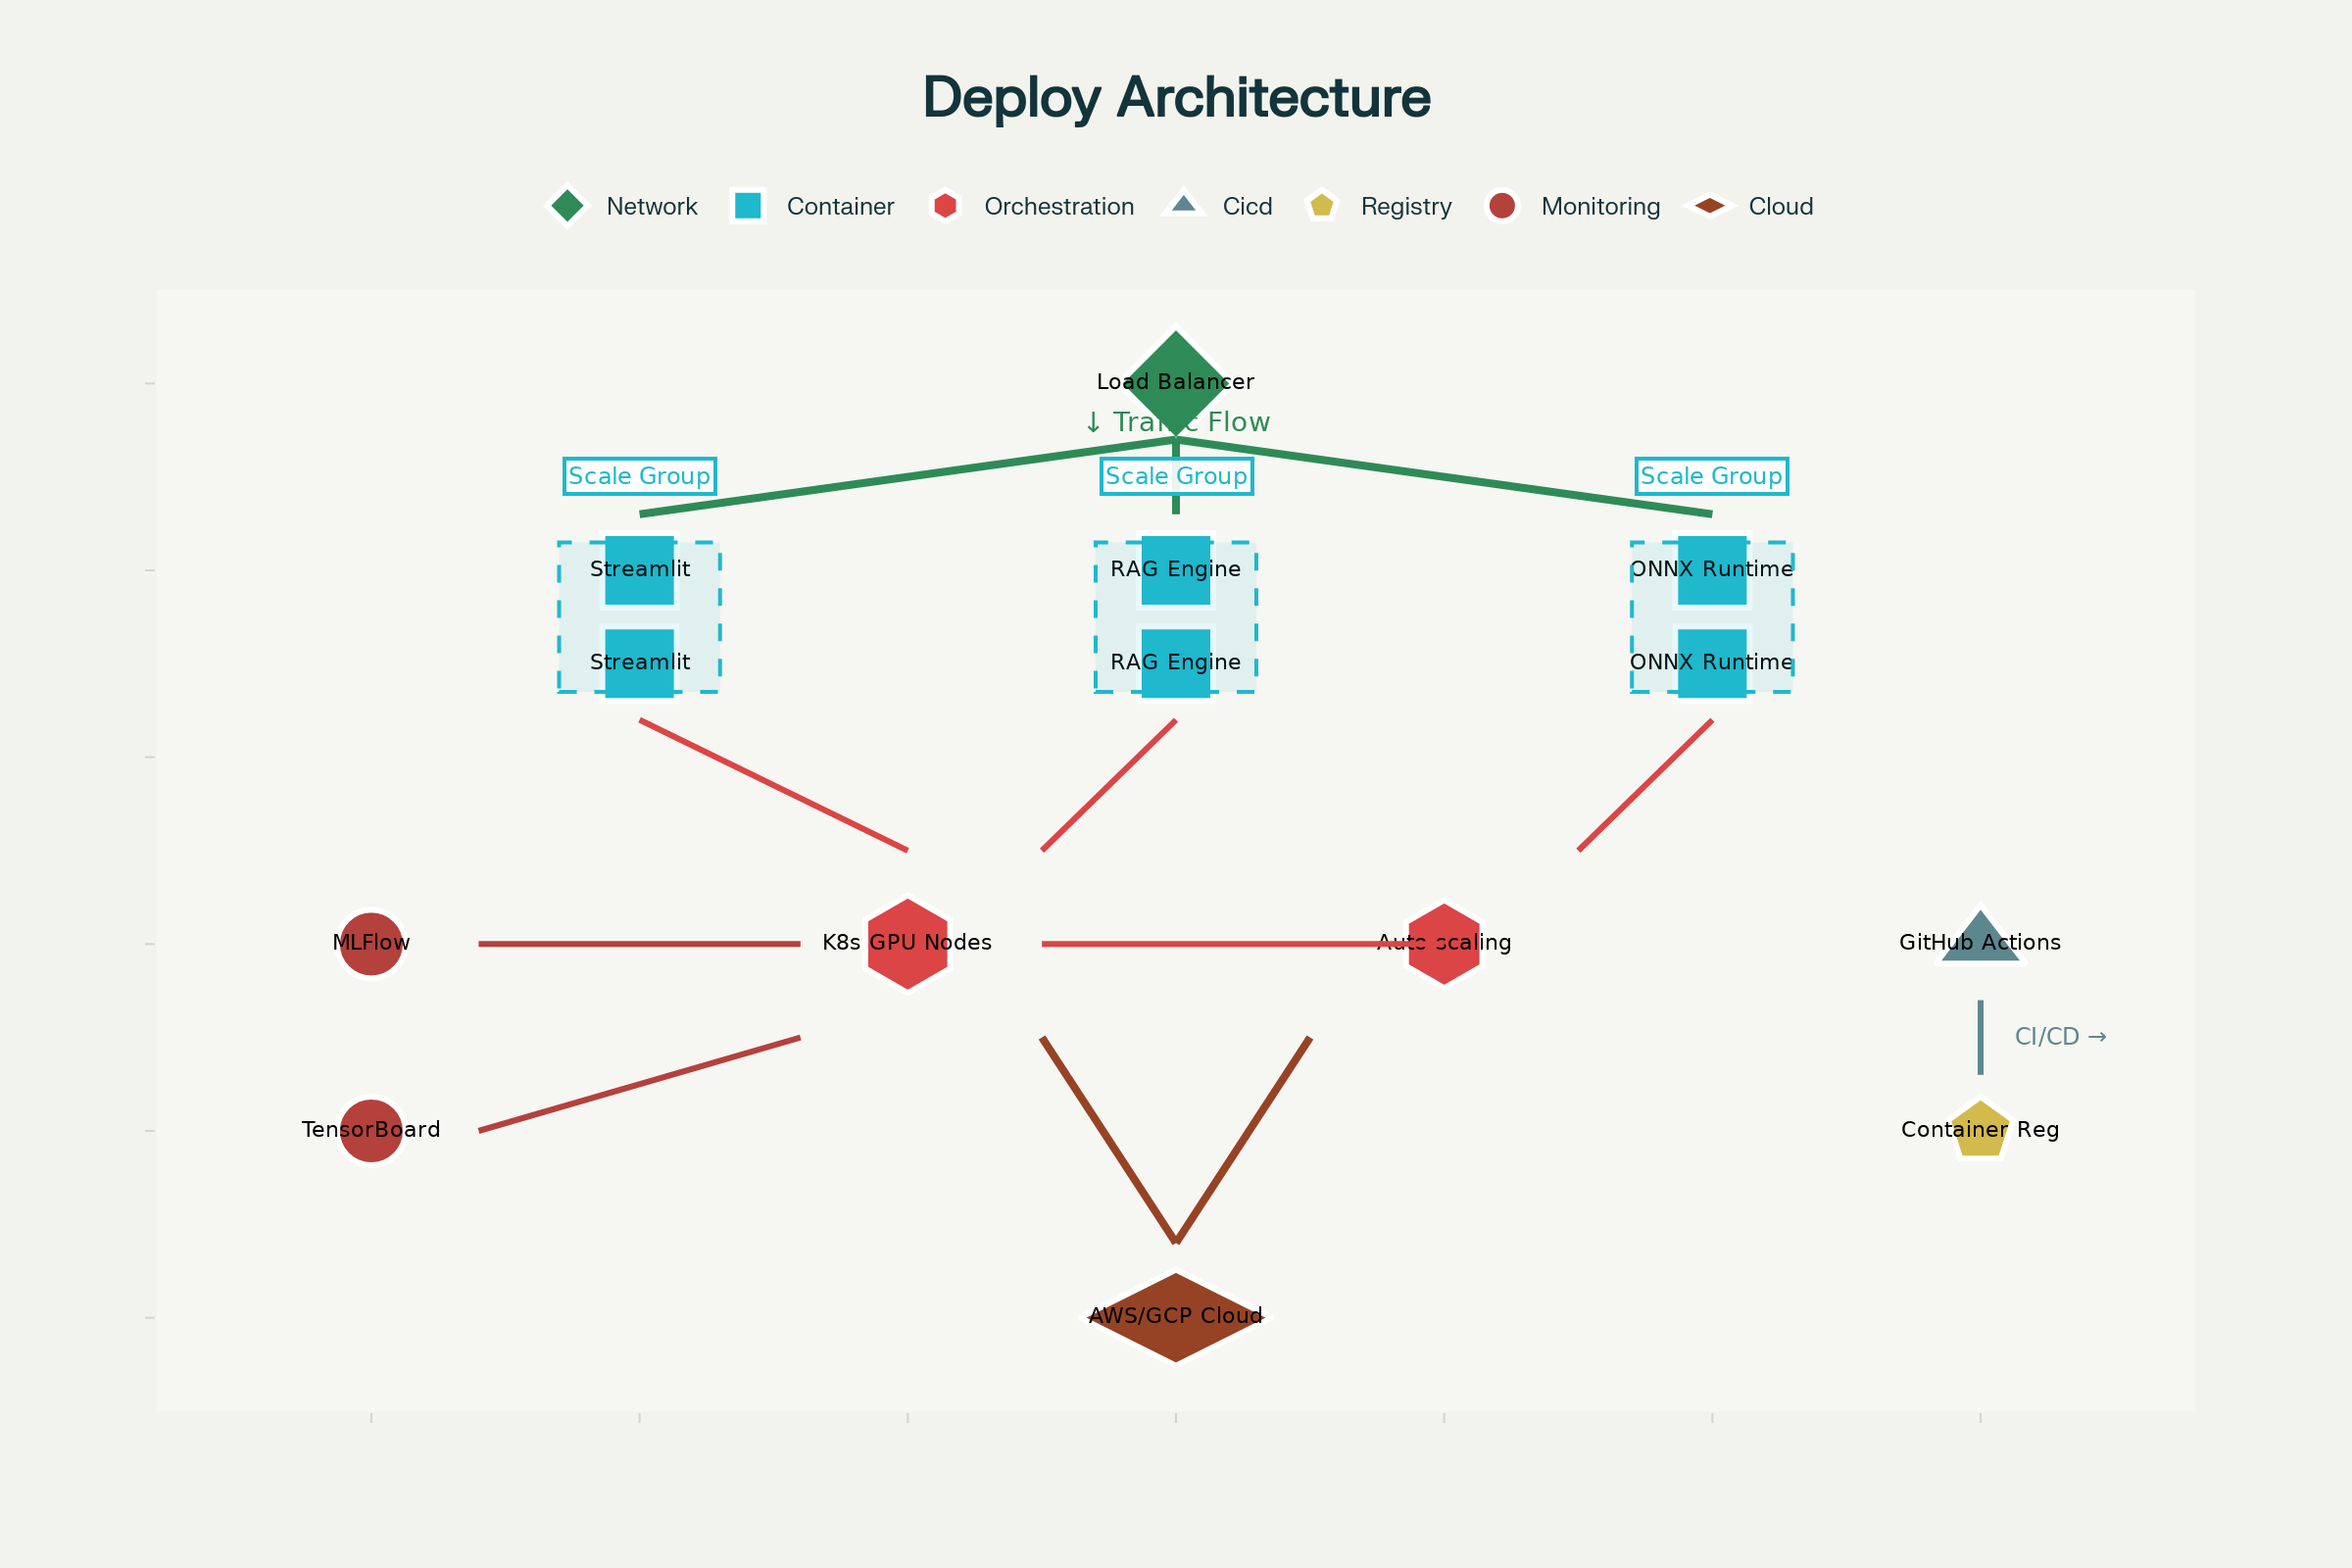 Deploy Architecture
Network
Container
Orchestration
Cicd
Registry
Monitoring
Cloud
Load Balancer
↓ Traffic Flow
Scale Group
Scale Group
Scale Group
Streamlit
RAG Engine
ONNX Runtime
Streamlit
RAG Engine
ONNX Runtime
MLFlow
K8s GPU Nodes
Auto scaling
GitHub Actions
CI/CD →
TensorBoard
Container Reg
AWS/GCP Cloud